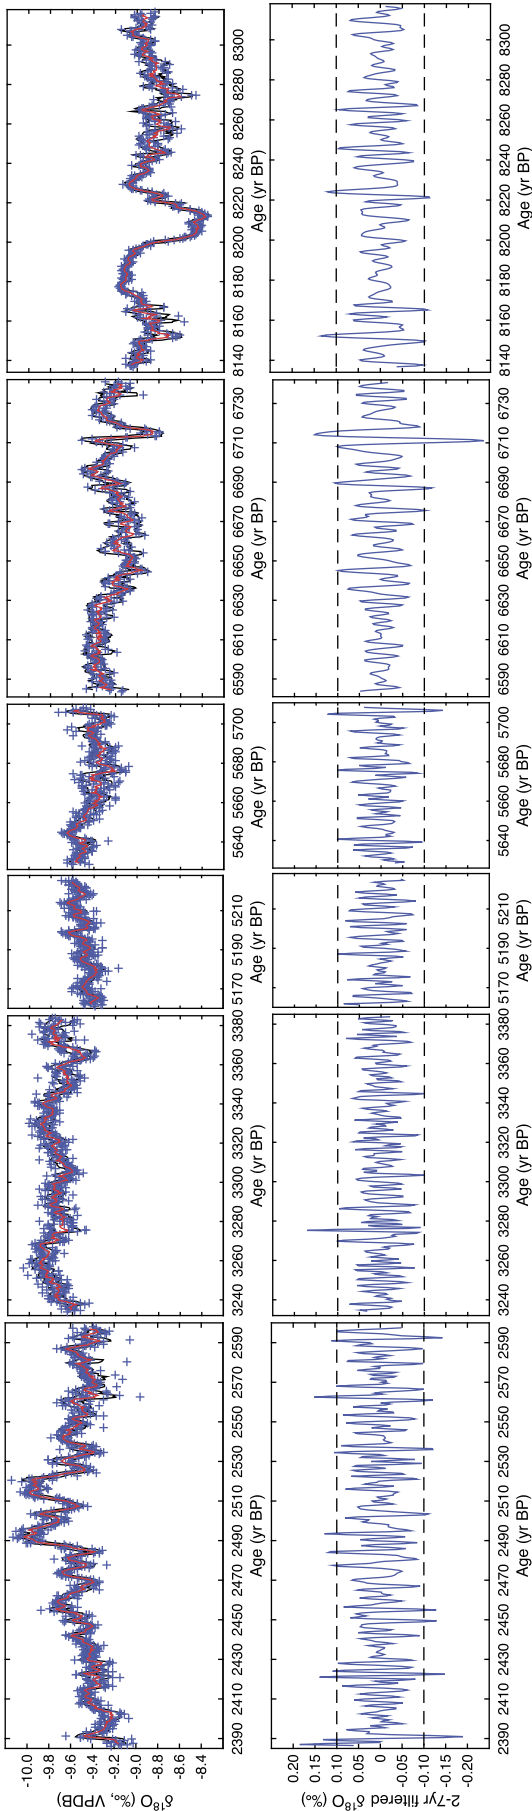 δ¹⁸O (‰, VPDB)
-10.0
-9.8
-9.6
-9.4
-9.2
-9.0
-8.8
-8.6
-8.4
2390 2410 2430 2450 2470 2490 2510 2530 2550 2570 2590
Age (yr BP)
3240 3260 3280 3300 3320 3340 3360 3380
Age (yr BP)
5170 5190 5210
Age (yr BP)
5640 5660 5680 5700
Age (yr BP)
6590 6610 6630 6650 6670 6690 6710 6730
Age (yr BP)
8140 8160 8180 8200 8220 8240 8260 8280 8300
Age (yr BP)
2-7yr filtered δ¹⁸O (‰)
0.20
0.15
0.10
0.05
0
0.05
-0.10
-0.20
2390 2410 2430 2450 2470 2490 2510 2530 2550 2570 2590
Age (yr BP)
3240 3260 3280 3300 3320 3340 3360 3380
Age (yr BP)
5170 5190 5210
Age (yr BP)
5640 5660 5680 5700
Age (yr BP)
6590 6610 6630 6650 6670 6690 6710 6730
Age (yr BP)
8140 8160 8180 8200 8220 8240 8260 8280 8300
Age (yr BP)